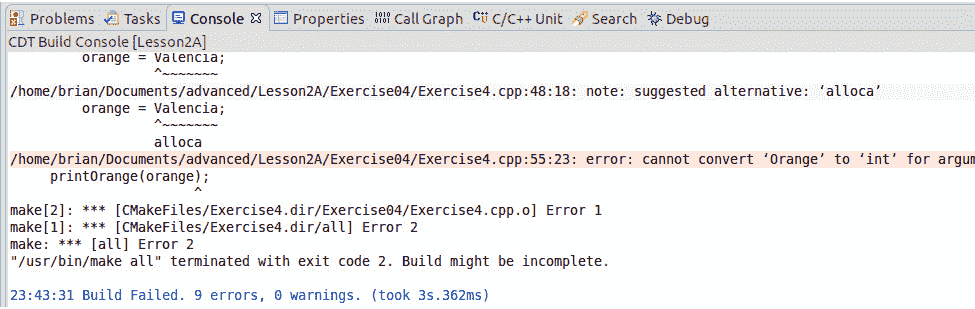 Problems Tasks Console Properties Call Graph C/C++ Unit Search Debug
CDT Build Console [Lesson2A]
orange = Valencia;
^~~~~~~~
/home/brian/Documents/advanced/Lesson2A/Exercise04/Exercise4.cpp:48:18: note: suggested alternative: ‘alloca’
orange = Valencia;
^~~~~~~~
alloca
/home/brian/Documents/advanced/Lesson2A/Exercise04/Exercise4.cpp:55:23: error: cannot convert ‘Orange’ to ‘int’ for argum
printOrange(orange);
^
make[2]: *** [CMakeFiles/Exercise4.dir/Exercise04/Exercise4.cpp.o] Error 1
make[1]: *** [CMakeFiles/Exercise4.dir/all] Error 2
make: *** [all] Error 2
"/usr/bin/make all" terminated with exit code 2. Build might be incomplete.
23:43:31 Build Failed. 9 errors, 0 warnings. (took 3s.362ms)